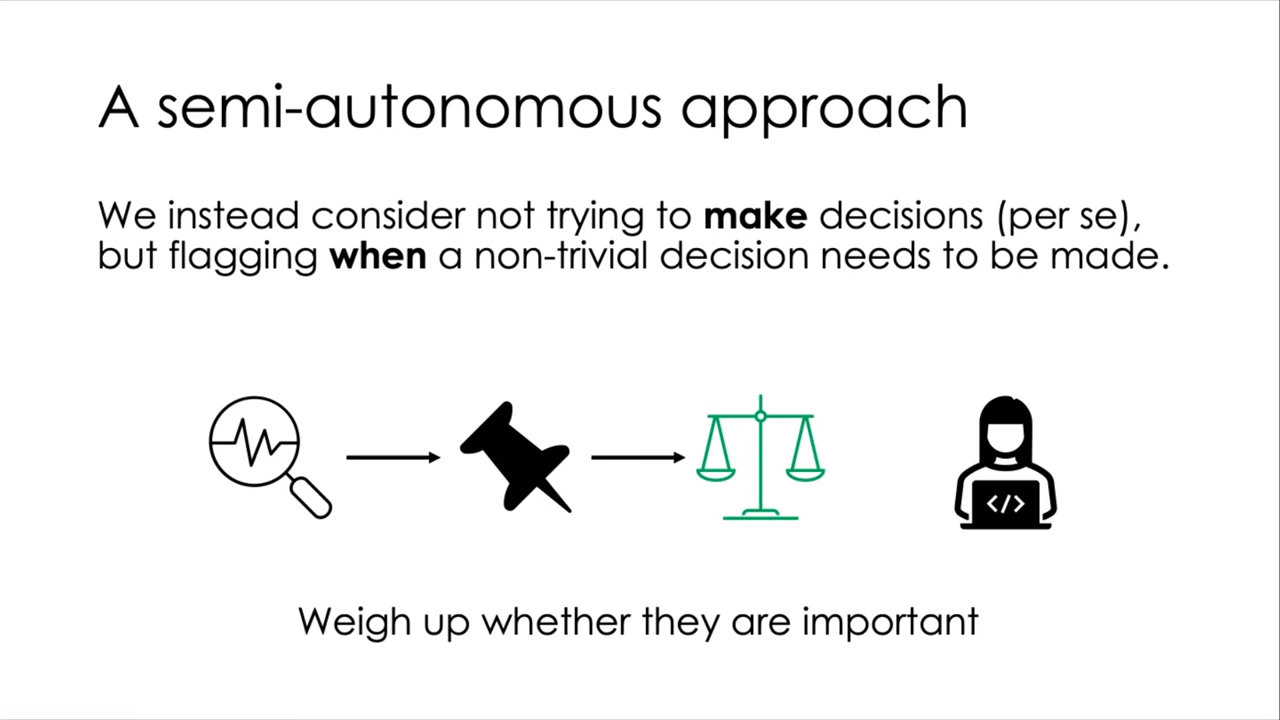 A semi-autonomous approach
We instead consider not trying to make decisions (per se),
but flagging when a non-trivial decision needs to be made.
</>
Weigh up whether they are important